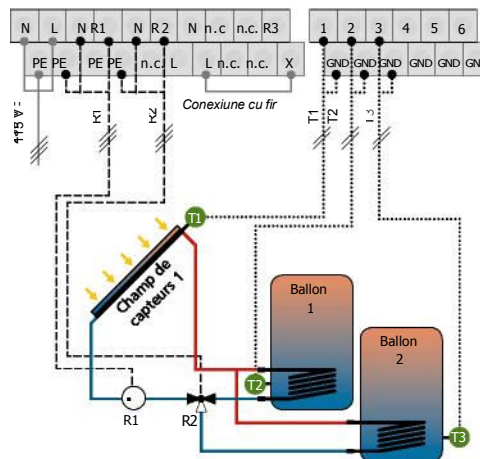 N L N R1 N R2 N n.c n.c. R3
1 2 3 4 5 6
PE PE PE PE n.c. L L n.c. n.c. X
GND GND GND GND GND
Conexiune cu fir
R1
R2
T1
T2
T3
T1
Champ de
capteurs 1
Ballon
1
Ballon
2
T2
T3
R1
R2